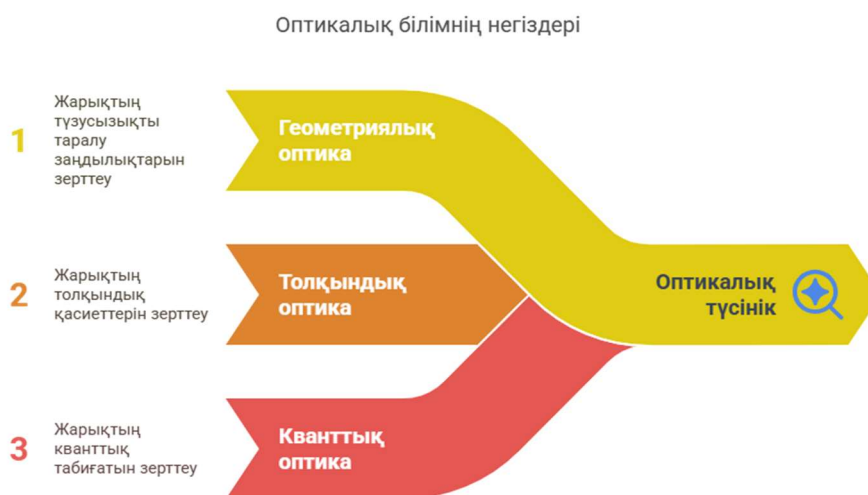 Оптикалық білімнің негіздері
1
Жарықтың
түзусызықты
таралу
заңдылықтарын
зерттеу
Геометриялық
оптика
2
Жарықтың
толқындық
қасиеттерін зерттеу
Толқындық
оптика
Оптикалық
түсінік
3
Жарықтың
кванттық
табиғатын зерттеу
Кванттық
оптика